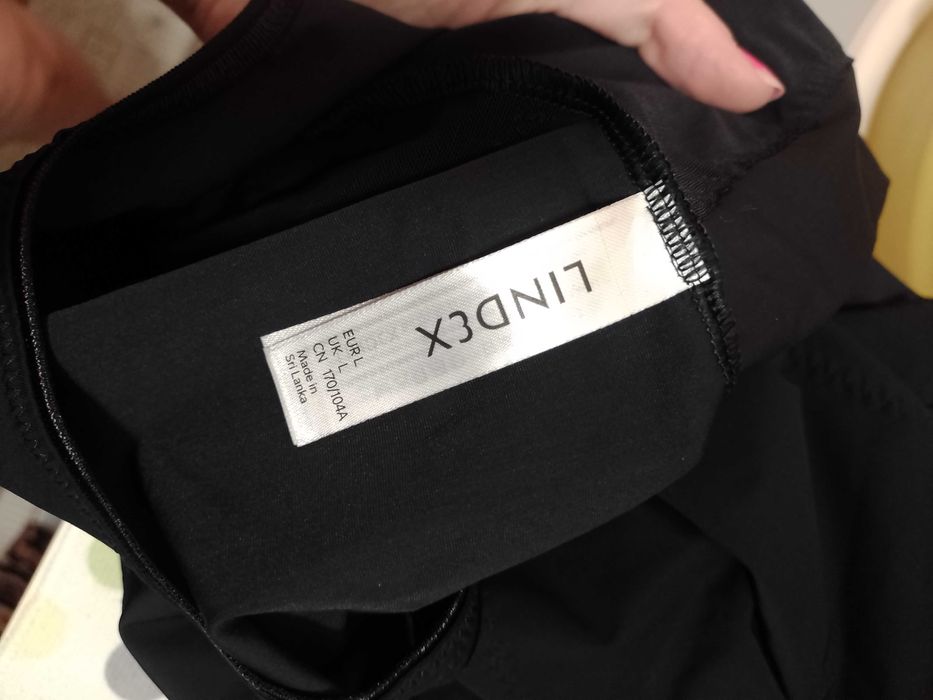 LINDEX
EUR L
UK L
CN 170/104A
Made in
Sri Lanka